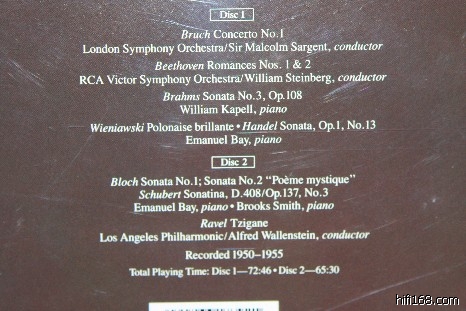 Disc 1
Bruch Concerto No. 1
London Symphony Orchestra/Sir Malcolm Sargent, conductor
Beethoven Romances Nos. 1 & 2
RCA Victor Symphony Orchestra/William Steinberg, conductor
Brahms Sonata No. 3, Op. 108
William Kapell, piano
Wieniawski Polonaise brillante • Handel Sonata, Op. 1, No. 13
Emanuel Bay, piano
Disc 2
Bloch Sonata No. 1; Sonata No. 2 “Poème mystique”
Schubert Sonatina, D. 408/Op. 137, No. 3
Emanuel Bay, piano • Brooks Smith, piano
Ravel Tzigane
Los Angeles Philharmonic/Alfred Wallenstein, conductor
Recorded 1950–1955
Total Playing Time: Disc 1—72:46 • Disc 2—65:30
hifi168.com